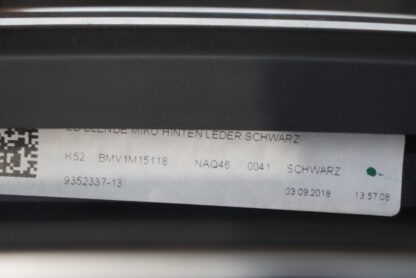 BLENDE MIKO HINTEN LEDER SCHWARZ
K52 BMV1M15118 NAQ46 0041 SCHWARZ
9352337-13 03.09.2018 13:57:08